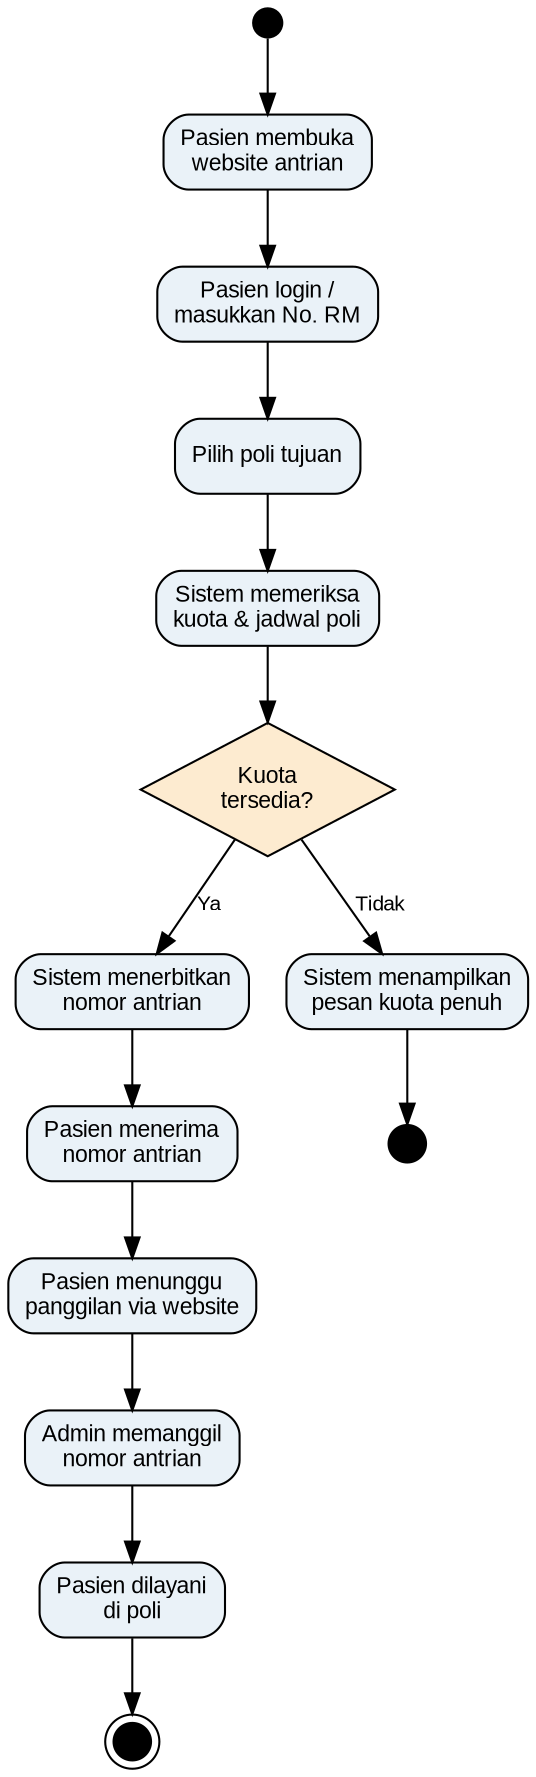 Pasien membuka
website antrian
Pasien login /
masukkan No. RM
Pilih poli tujuan
Sistem memeriksa
kuota & jadwal poli
Kuota
tersedia?
Ya
Tidak
Sistem menerbitkan
nomor antrian
Sistem menampilkan
pesan kuota penuh
Pasien menerima
nomor antrian
Pasien menunggu
panggilan via website
Admin memanggil
nomor antrian
Pasien dilayani
di poli